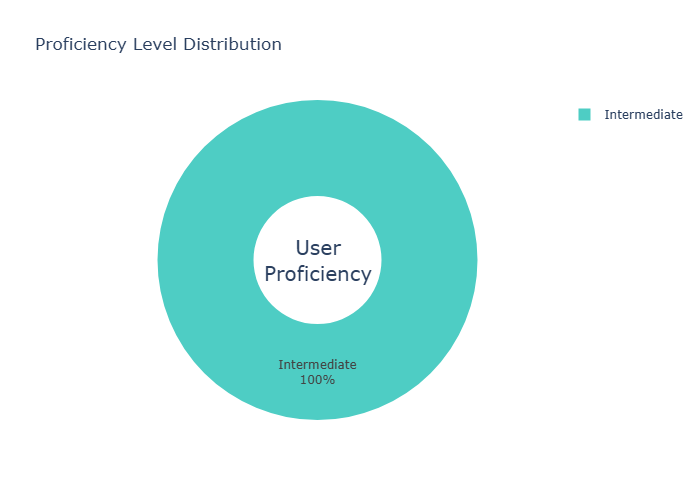 Proficiency Level Distribution
Intermediate
User
Proficiency
Intermediate
100%